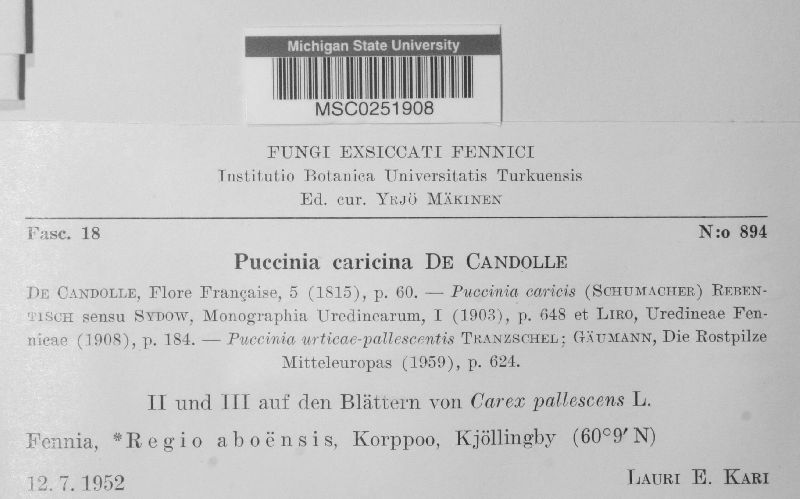 Michigan State University
MSC0251908
FUNGI EXSICCATI FENNICI
Institutio Botanica Universitatis Turkuensis
Ed. cur. YRJÖ MÄKINEN
Fasc. 18 N:o 894
Puccinia caricina DE CANDOLLE
DE CANDOLLE, Flore Française, 5 (1815), p. 60. — Puccinia caricis (SCHUMACHER) REBEN-
TISCH sensu SYDOW, Monographia Uredinearum, I (1903), p. 648 et LIRO, Uredineae Fen-
nicae (1908), p. 184. — Puccinia urticae-pallescentis TRANZSCHEL; GÄUMANN, Die Rostpilze
Mitteleuropas (1959), p. 624.
II und III auf den Blättern von Carex pallescens L.
Fennia, *Regio aboënsis, Korppoo, Kjöllingby (60°9′ N)
12. 7. 1952 LAURI E. KARI